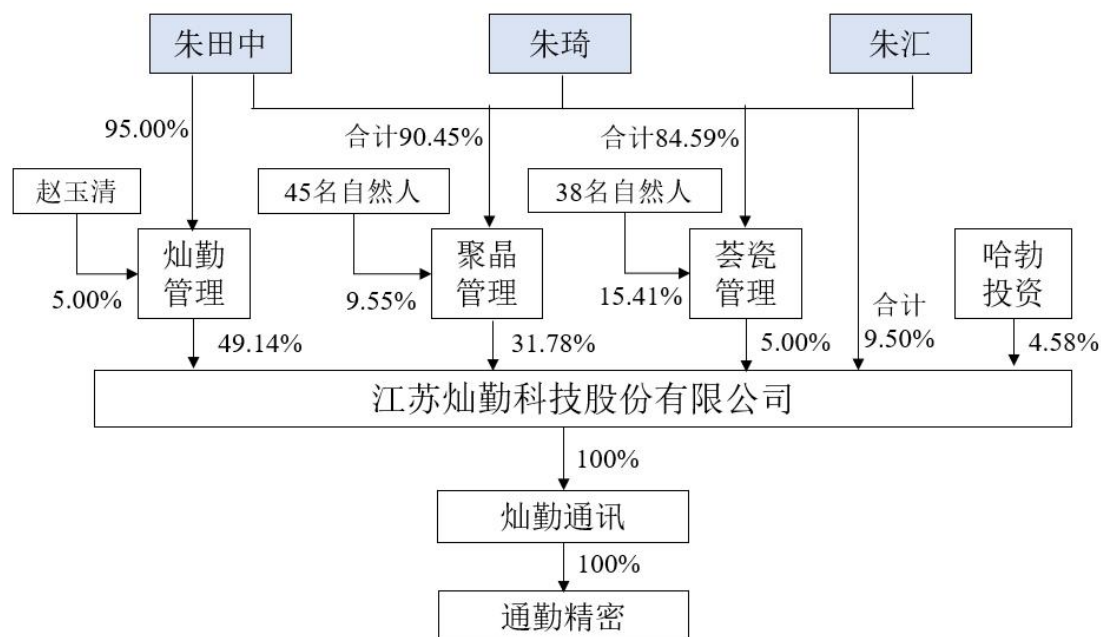 朱田中
朱琦
朱汇
95.00%
合计90.45%
合计84.59%
赵玉清
45名自然人
38名自然人
灿勤
管理
聚晶
管理
荟瓷
管理
哈勃
投资
5.00%
9.55%
15.41%
合计
9.50%
49.14%
31.78%
5.00%
4.58%
江苏灿勤科技股份有限公司
100%
灿勤通讯
100%
通勤精密